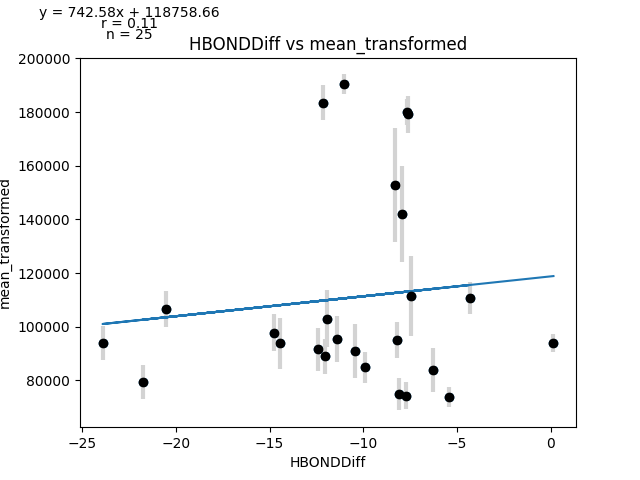 y = 742.58x + 118758.66
r = 0.11
n = 25
HBONDDiff vs mean_transformed
200000
180000
160000
140000
120000
100000
80000
mean_transformed
−25
−20
−15
−10
−5
0
HBONDDiff